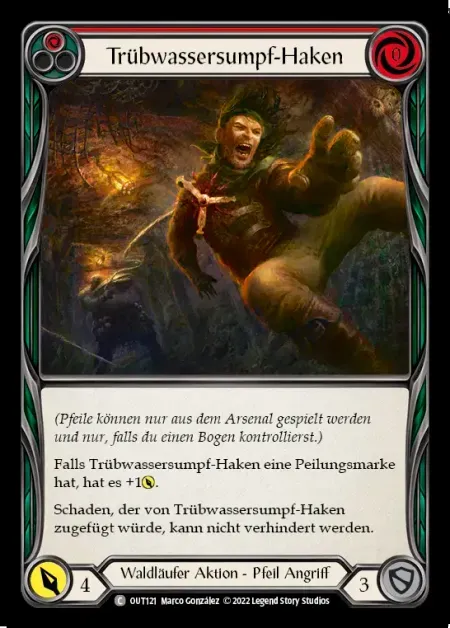 Trübwassersumpf-Haken
0
(Pfeile können nur aus dem Arsenal gespielt werden
und nur, falls du einen Bogen kontrollierst.)
Falls Trübwassersumpf-Haken eine Peilungsmarke
hat, hat es +1.
Schaden, der von Trübwassersumpf-Haken
zugefügt würde, kann nicht verhindert werden.
4
Waldläufer Aktion - Pfeil Angriff
3
C OUT121 Marco González © 2022 Legend Story Studios